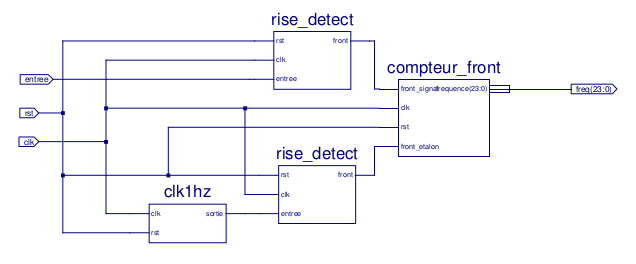 rise_detect
rst
front
clk
entree
compteur_front
front_signal
frequence(23:0)
clk
rst
front_etalon
entree
rst
clk
freq(23:0)
rise_detect
rst
front
clk
entree
clk1hz
clk
sortie
rst